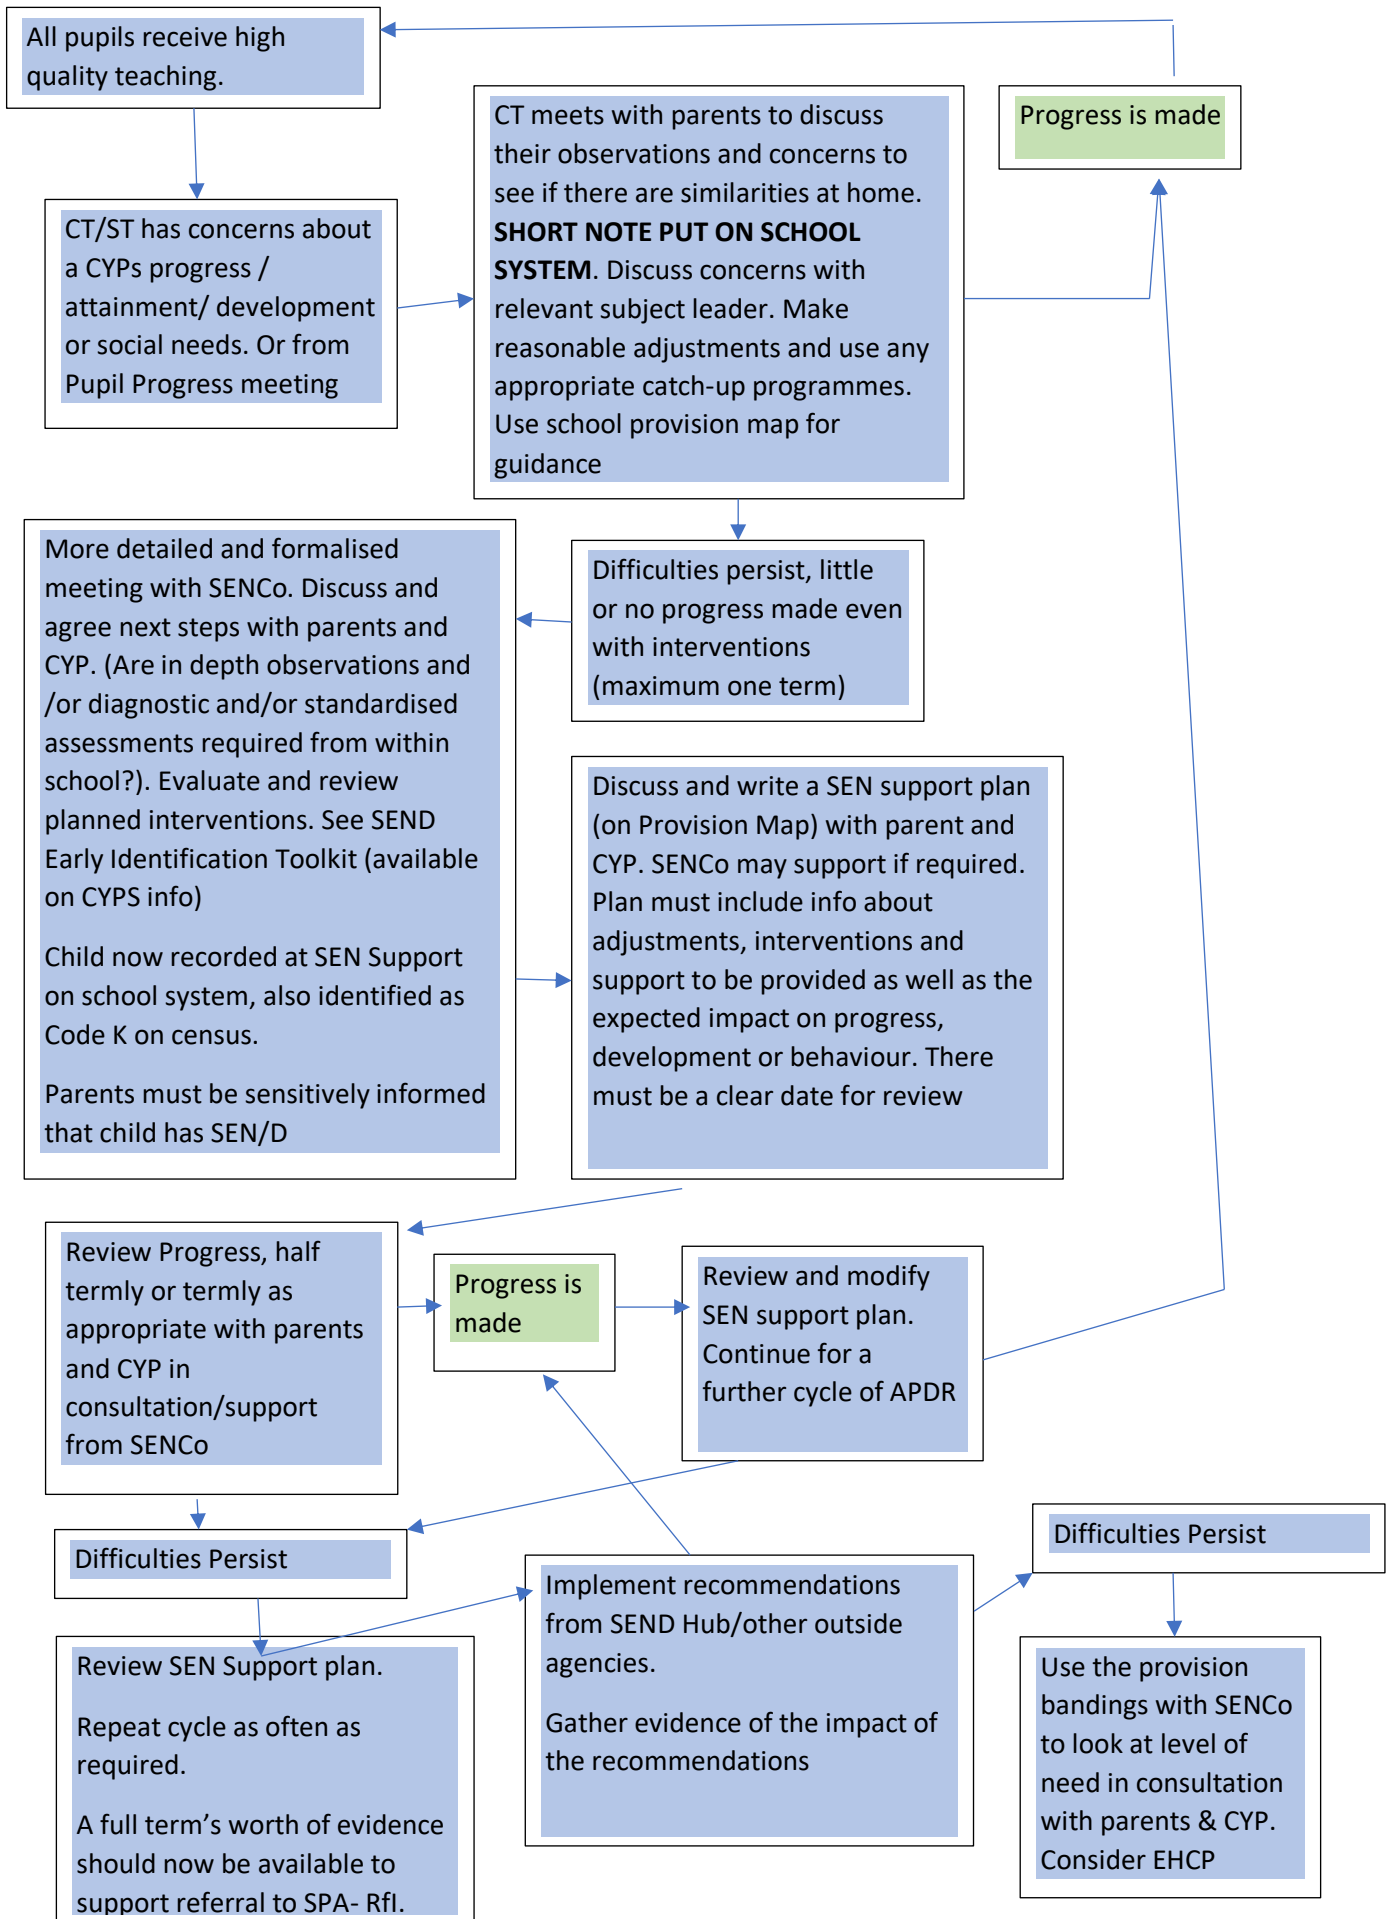 All pupils receive high
quality teaching.
CT meets with parents to discuss
their observations and concerns to
see if there are similarities at home.
SHORT NOTE PUT ON SCHOOL
SYSTEM. Discuss concerns with
relevant subject leader. Make
reasonable adjustments and use any
appropriate catch-up programmes.
Use school provision map for
guidance
Progress is made
CT/ST has concerns about
a CYPs progress /
attainment/ development
or social needs. Or from
Pupil Progress meeting
More detailed and formalised
meeting with SENCo. Discuss and
agree next steps with parents and
CYP. (Are in depth observations and
/or diagnostic and/or standardised
assessments required from within
school?). Evaluate and review
planned interventions. See SEND
Early Identification Toolkit (available
on CYPS info)
Child now recorded at SEN Support
on school system, also identified as
Code K on census.
Parents must be sensitively informed
that child has SEN/D
Difficulties persist, little
or no progress made even
with interventions
(maximum one term)
Discuss and write a SEN support plan
(on Provision Map) with parent and
CYP. SENCo may support if required.
Plan must include info about
adjustments, interventions and
support to be provided as well as the
expected impact on progress,
development or behaviour. There
must be a clear date for review
Review Progress, half
termly or termly as
appropriate with parents
and CYP in
consultation/support
from SENCo
Progress is
made
Review and modify
SEN support plan.
Continue for a
further cycle of APDR
Difficulties Persist
Difficulties Persist
Review SEN Support plan.
Repeat cycle as often as
required.
A full term’s worth of evidence
should now be available to
support referral to SPA- RfI.
Implement recommendations
from SEND Hub/other outside
agencies.
Gather evidence of the impact of
the recommendations
Use the provision
bandings with SENCo
to look at level of
need in consultation
with parents & CYP.
Consider EHCP